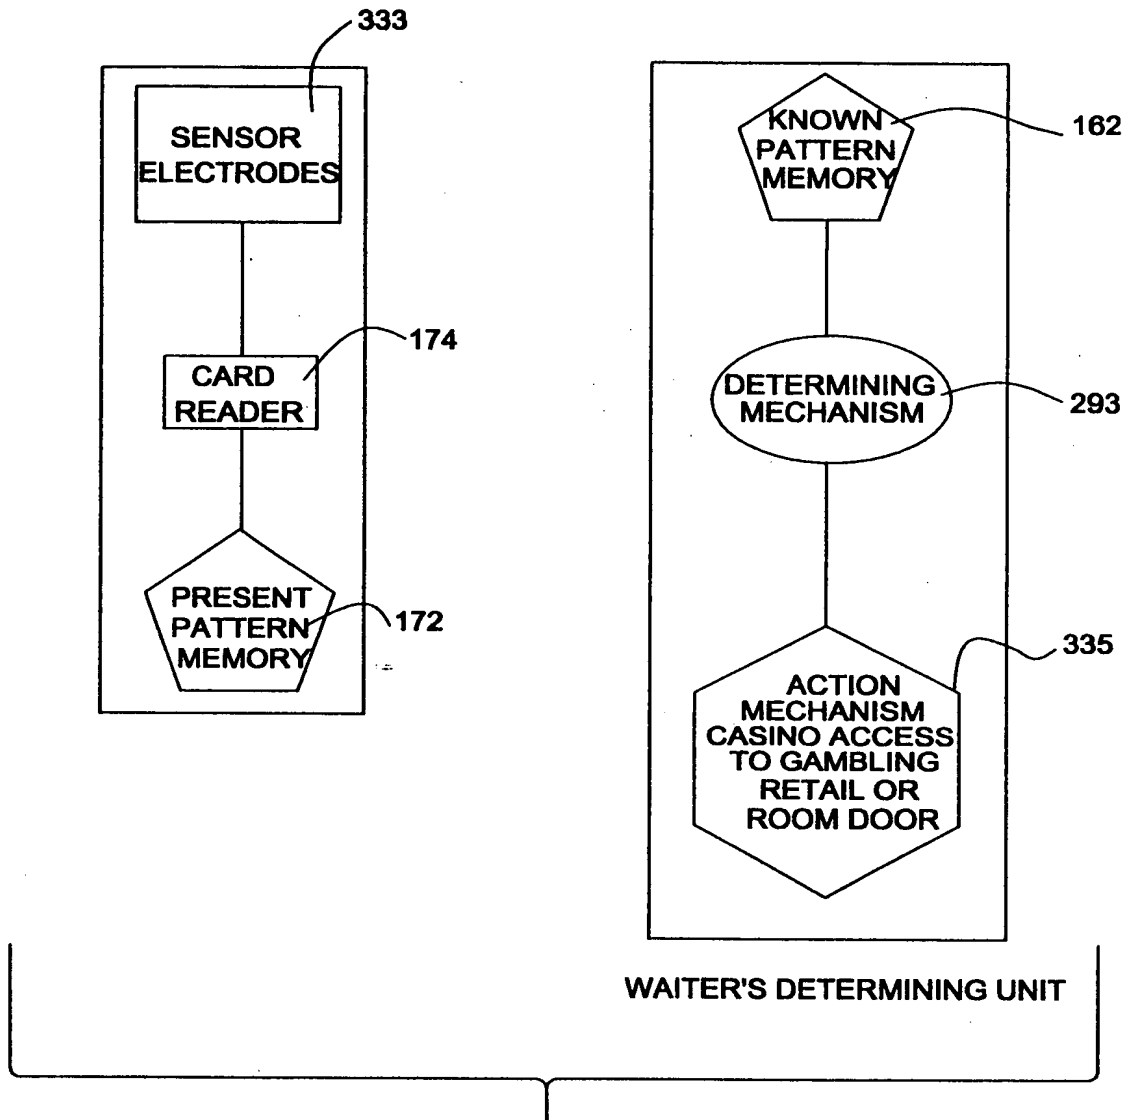 333
SENSOR
ELECTRODES
174
CARD
READER
PRESENT
PATTERN
MEMORY
172
KNOWN
PATTERN
MEMORY
162
DETERMINING
MECHANISM
293
335
ACTION
MECHANISM
CASINO ACCESS
TO GAMBLING
RETAIL OR
ROOM DOOR
WAITER'S DETERMINING UNIT